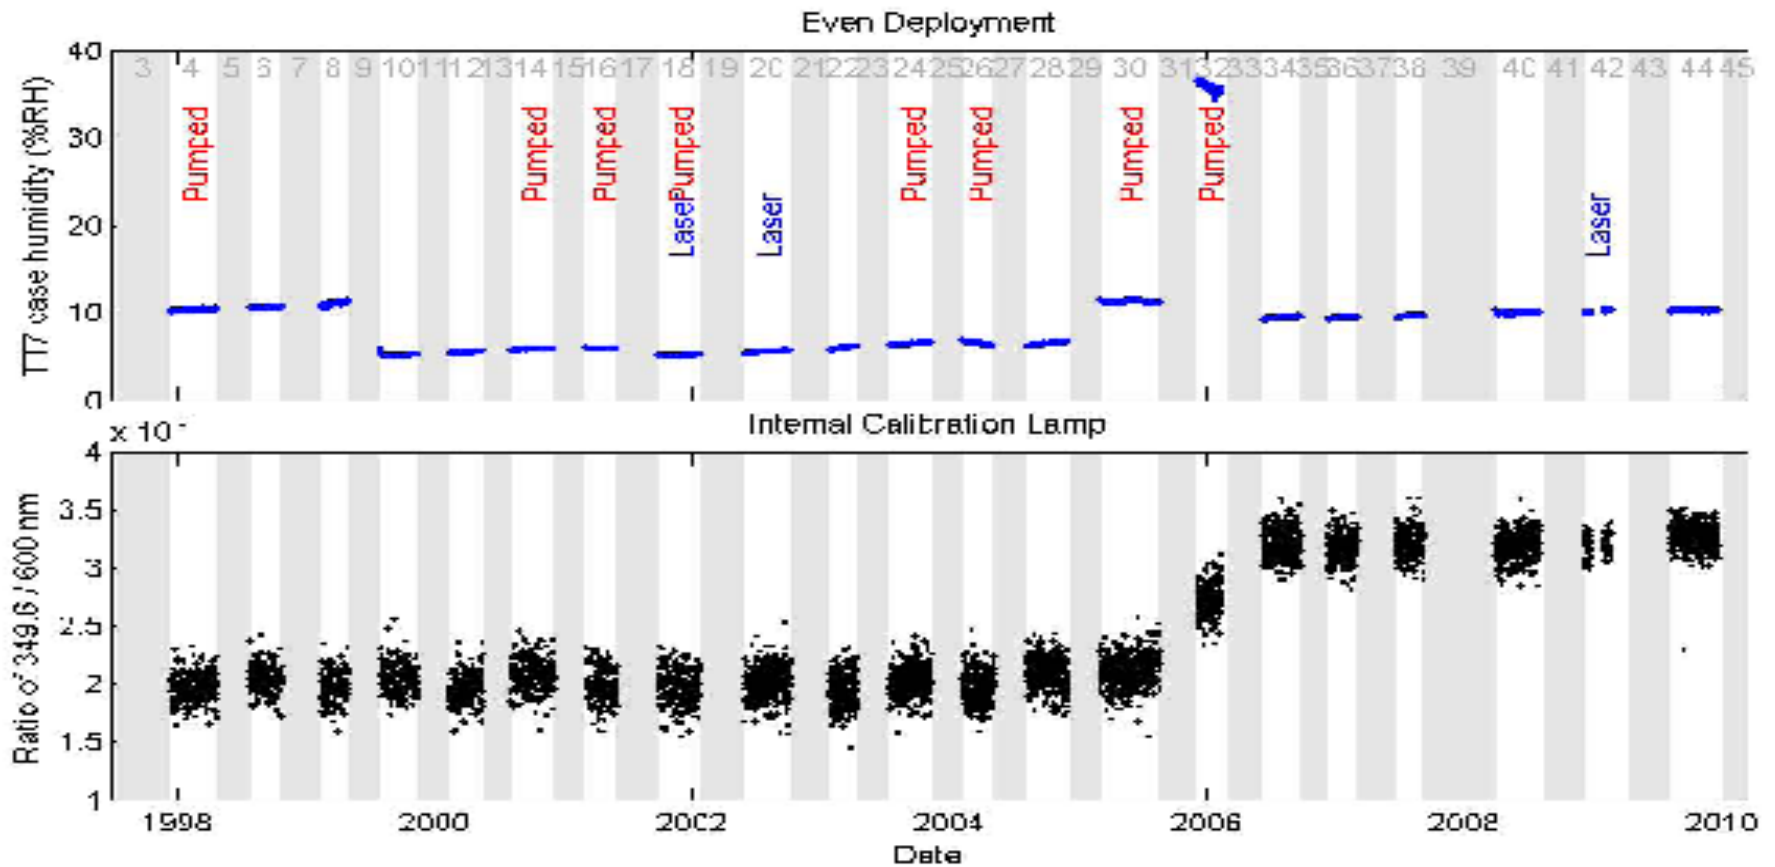 Even Deployment
40
3 4 5 6 7 8 9 10 11 12 13 14 15 16 17 18 19 20 21 22 23 24 25 26 27 28 29 30 31 32 33 34 35 36 37 38 39 40 41 42 43 44 45
30
20
10
0
TT7 case humidity (%RH)
Pumped
Pumped
Pumped
Pumped
Laser
Laser
Pumped
Pumped
Pumped
Pumped
Laser
Internal Calibration Lamp
x 10
4
3.5
3
2.5
2
1.5
1
Ratio of 349.6 / 600 nm
1998 2000 2002 2004 2006 2008 2010
Date